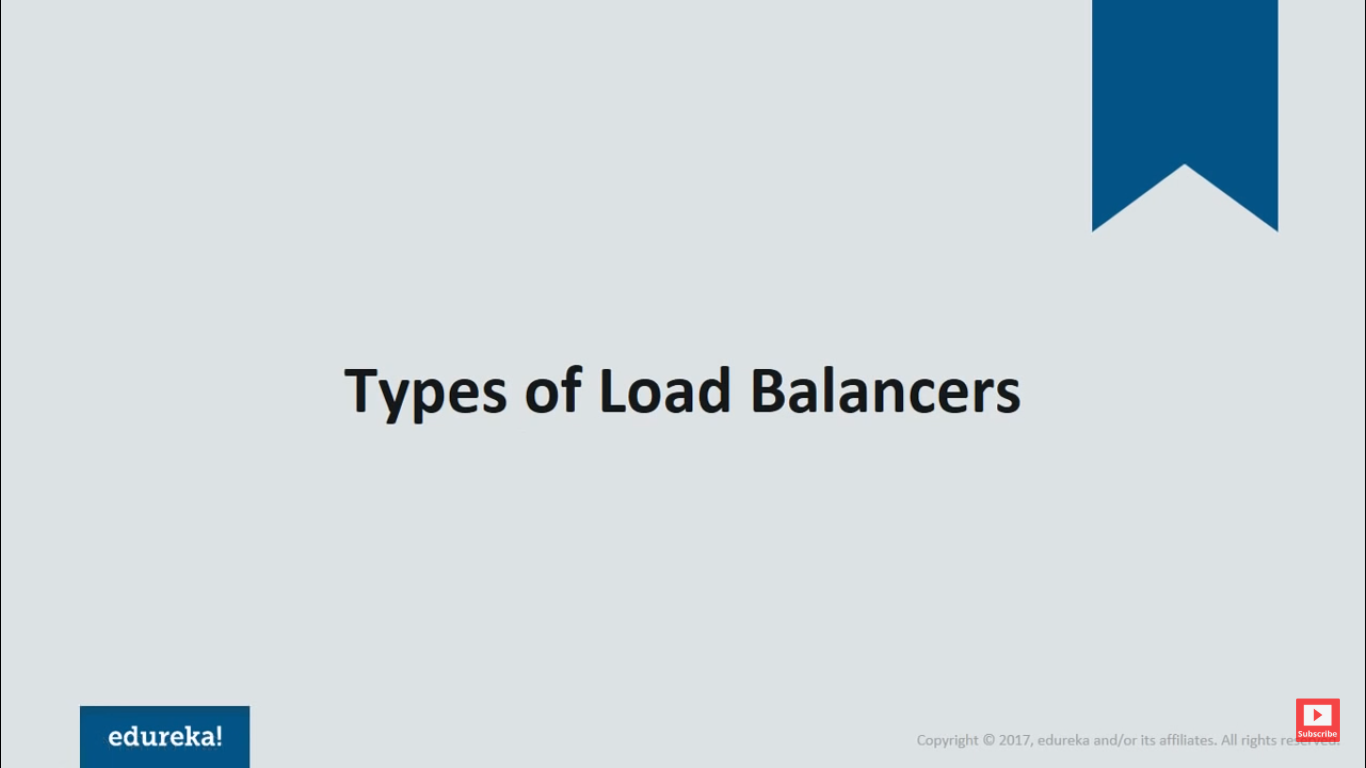 Types of Load Balancers
edureka!
Copyright © 2017, edureka and/or its affiliates. All rights reserved.
Subscribe